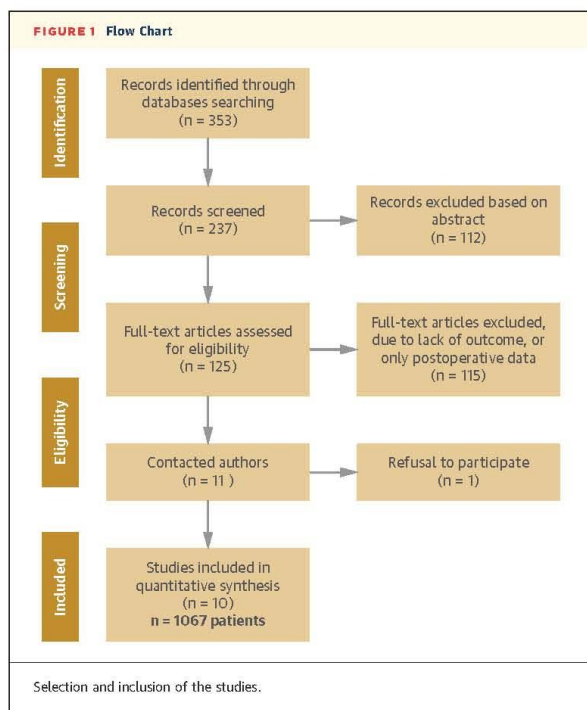 FIGURE 1 Flow Chart
Identification
Records identified through
databases searching
(n = 353)
Screening
Records screened
(n = 237)
Records excluded based on
abstract
(n = 112)
Full-text articles assessed
for eligibility
(n = 125)
Full-text articles excluded,
due to lack of outcome, or
only postoperative data
(n = 115)
Eligibility
Contacted authors
(n = 11 )
Refusal to participate
(n = 1)
Included
Studies included in
quantitative synthesis
(n = 10)
n = 1067 patients
Selection and inclusion of the studies.